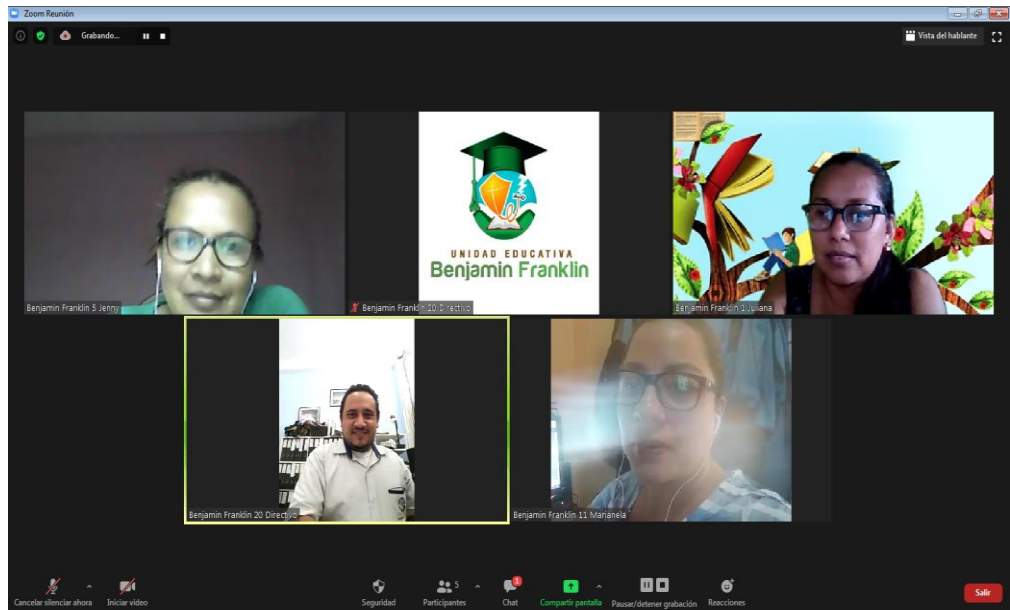 Zoom Reunión
Grabando...
Vista del hablante
UNIDAD EDUCATIVA
Benjamin Franklin
Benjamin Franklin 5 Jenny
Benjamin Franklin 20 Directivo
Benjamin Franklin 1 Juliana
Benjamin Franklin 20 Directivo
Benjamin Franklin 11 Marianela
5
1
Cancelar silenciar ahora
Iniciar video
Seguridad
Participantes
Chat
Compartir pantalla
Pausar/detener grabación
Reacciones
Salir